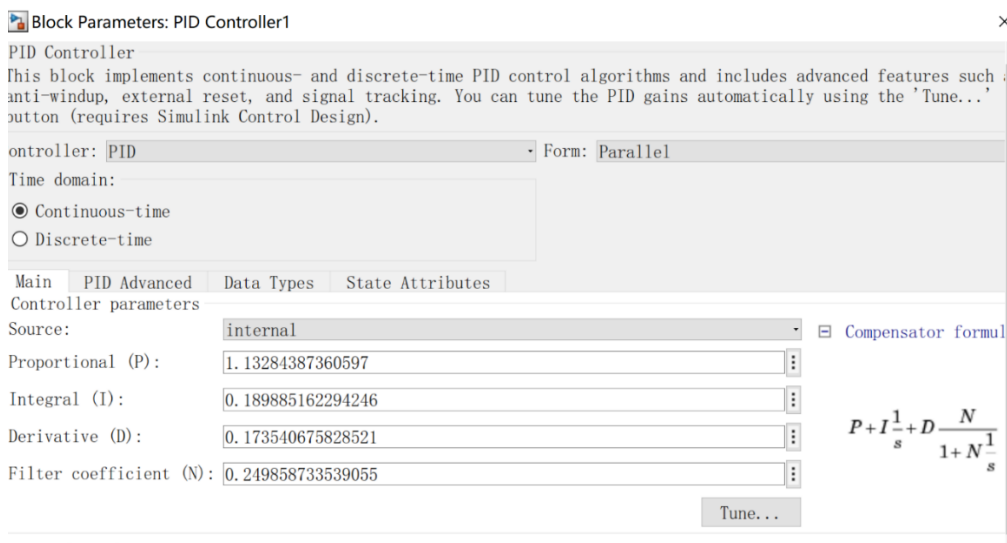 Block Parameters: PID Controller1
PID Controller
This block implements continuous- and discrete-time PID control algorithms and includes advanced features such
anti-windup, external reset, and signal tracking. You can tune the PID gains automatically using the 'Tune...'
button (requires Simulink Control Design).
ontroller: PID Form: Parallel
Time domain:
Continuous-time
Discrete-time
Main PID Advanced Data Types State Attributes
Controller parameters
Source: internal Compensator formul
Proportional (P): 1.13284387360597
Integral (I): 0.189885162294246
Derivative (D): 0.173540675828521
Filter coefficient (N): 0.249858733539055
P+I1/s+D N/(1+N1/s)
Tune...